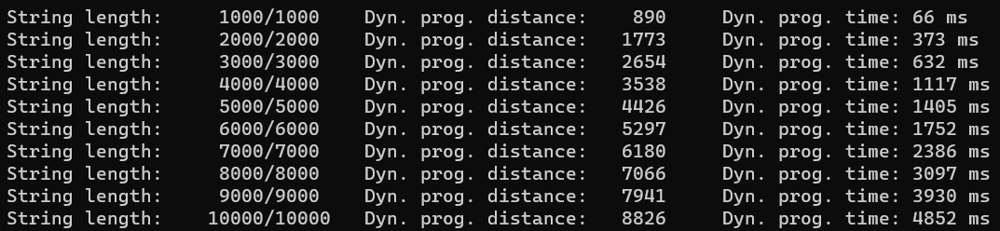 String length:     1000/1000    Dyn. prog. distance:    890     Dyn. prog. time: 66 ms
String length:     2000/2000    Dyn. prog. distance:   1773     Dyn. prog. time: 373 ms
String length:     3000/3000    Dyn. prog. distance:   2654     Dyn. prog. time: 632 ms
String length:     4000/4000    Dyn. prog. distance:   3538     Dyn. prog. time: 1117 ms
String length:     5000/5000    Dyn. prog. distance:   4426     Dyn. prog. time: 1405 ms
String length:     6000/6000    Dyn. prog. distance:   5297     Dyn. prog. time: 1752 ms
String length:     7000/7000    Dyn. prog. distance:   6180     Dyn. prog. time: 2386 ms
String length:     8000/8000    Dyn. prog. distance:   7066     Dyn. prog. time: 3097 ms
String length:     9000/9000    Dyn. prog. distance:   7941     Dyn. prog. time: 3930 ms
String length:    10000/10000   Dyn. prog. distance:   8826     Dyn. prog. time: 4852 ms